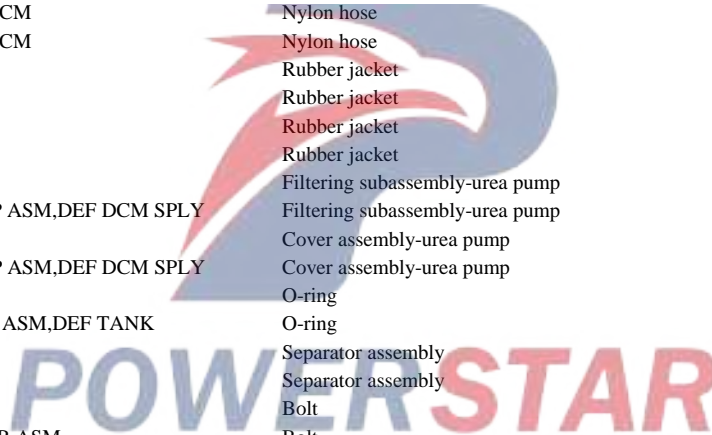 CM Nylon hose
CM Nylon hose
Rubber jacket
Rubber jacket
Rubber jacket
Rubber jacket
Filtering subassembly-urea pump
P ASM,DEF DCM SPLY Filtering subassembly-urea pump
Cover assembly-urea pump
P ASM,DEF DCM SPLY Cover assembly-urea pump
O-ring
ASM,DEF TANK O-ring
Separator assembly
Separator assembly
Bolt
R ASM Bolt
POWERSTAR